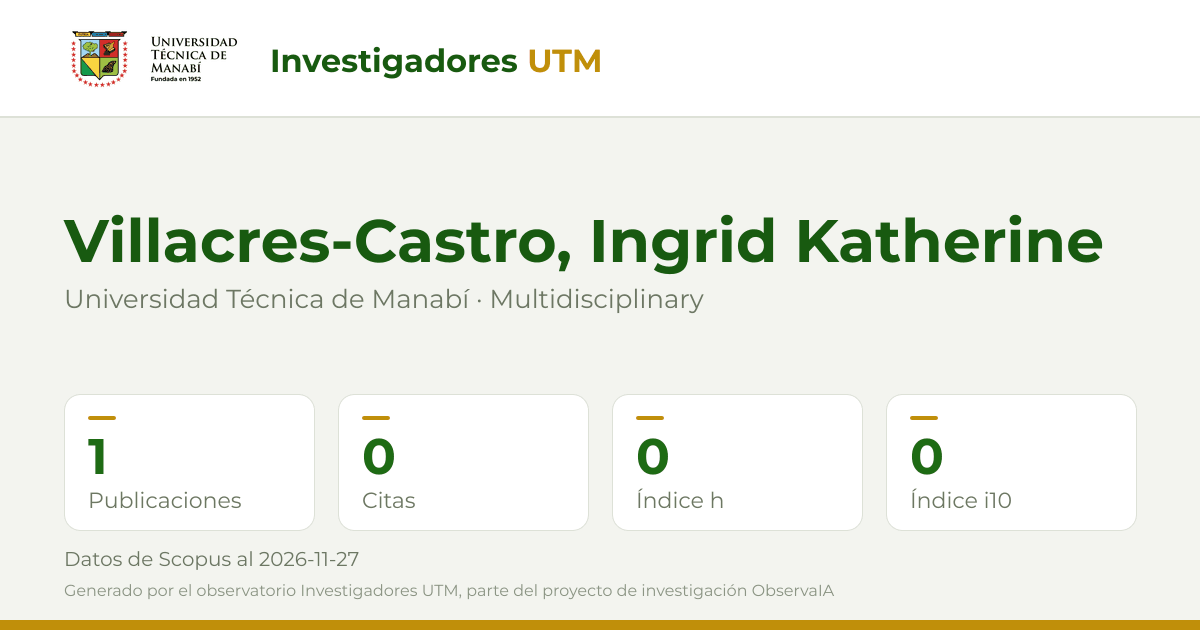 UNIVERSIDAD
TÉCNICA DE
MANABÍ
Fundada en 1952
Investigadores UTM
Villacres-Castro, Ingrid Katherine
Universidad Técnica de Manabí · Multidisciplinary
1
Publicaciones
0
Citas
0
Índice h
0
Índice i10
Datos de Scopus al 2026-11-27
Generado por el observatorio Investigadores UTM, parte del proyecto de investigación ObservaIA